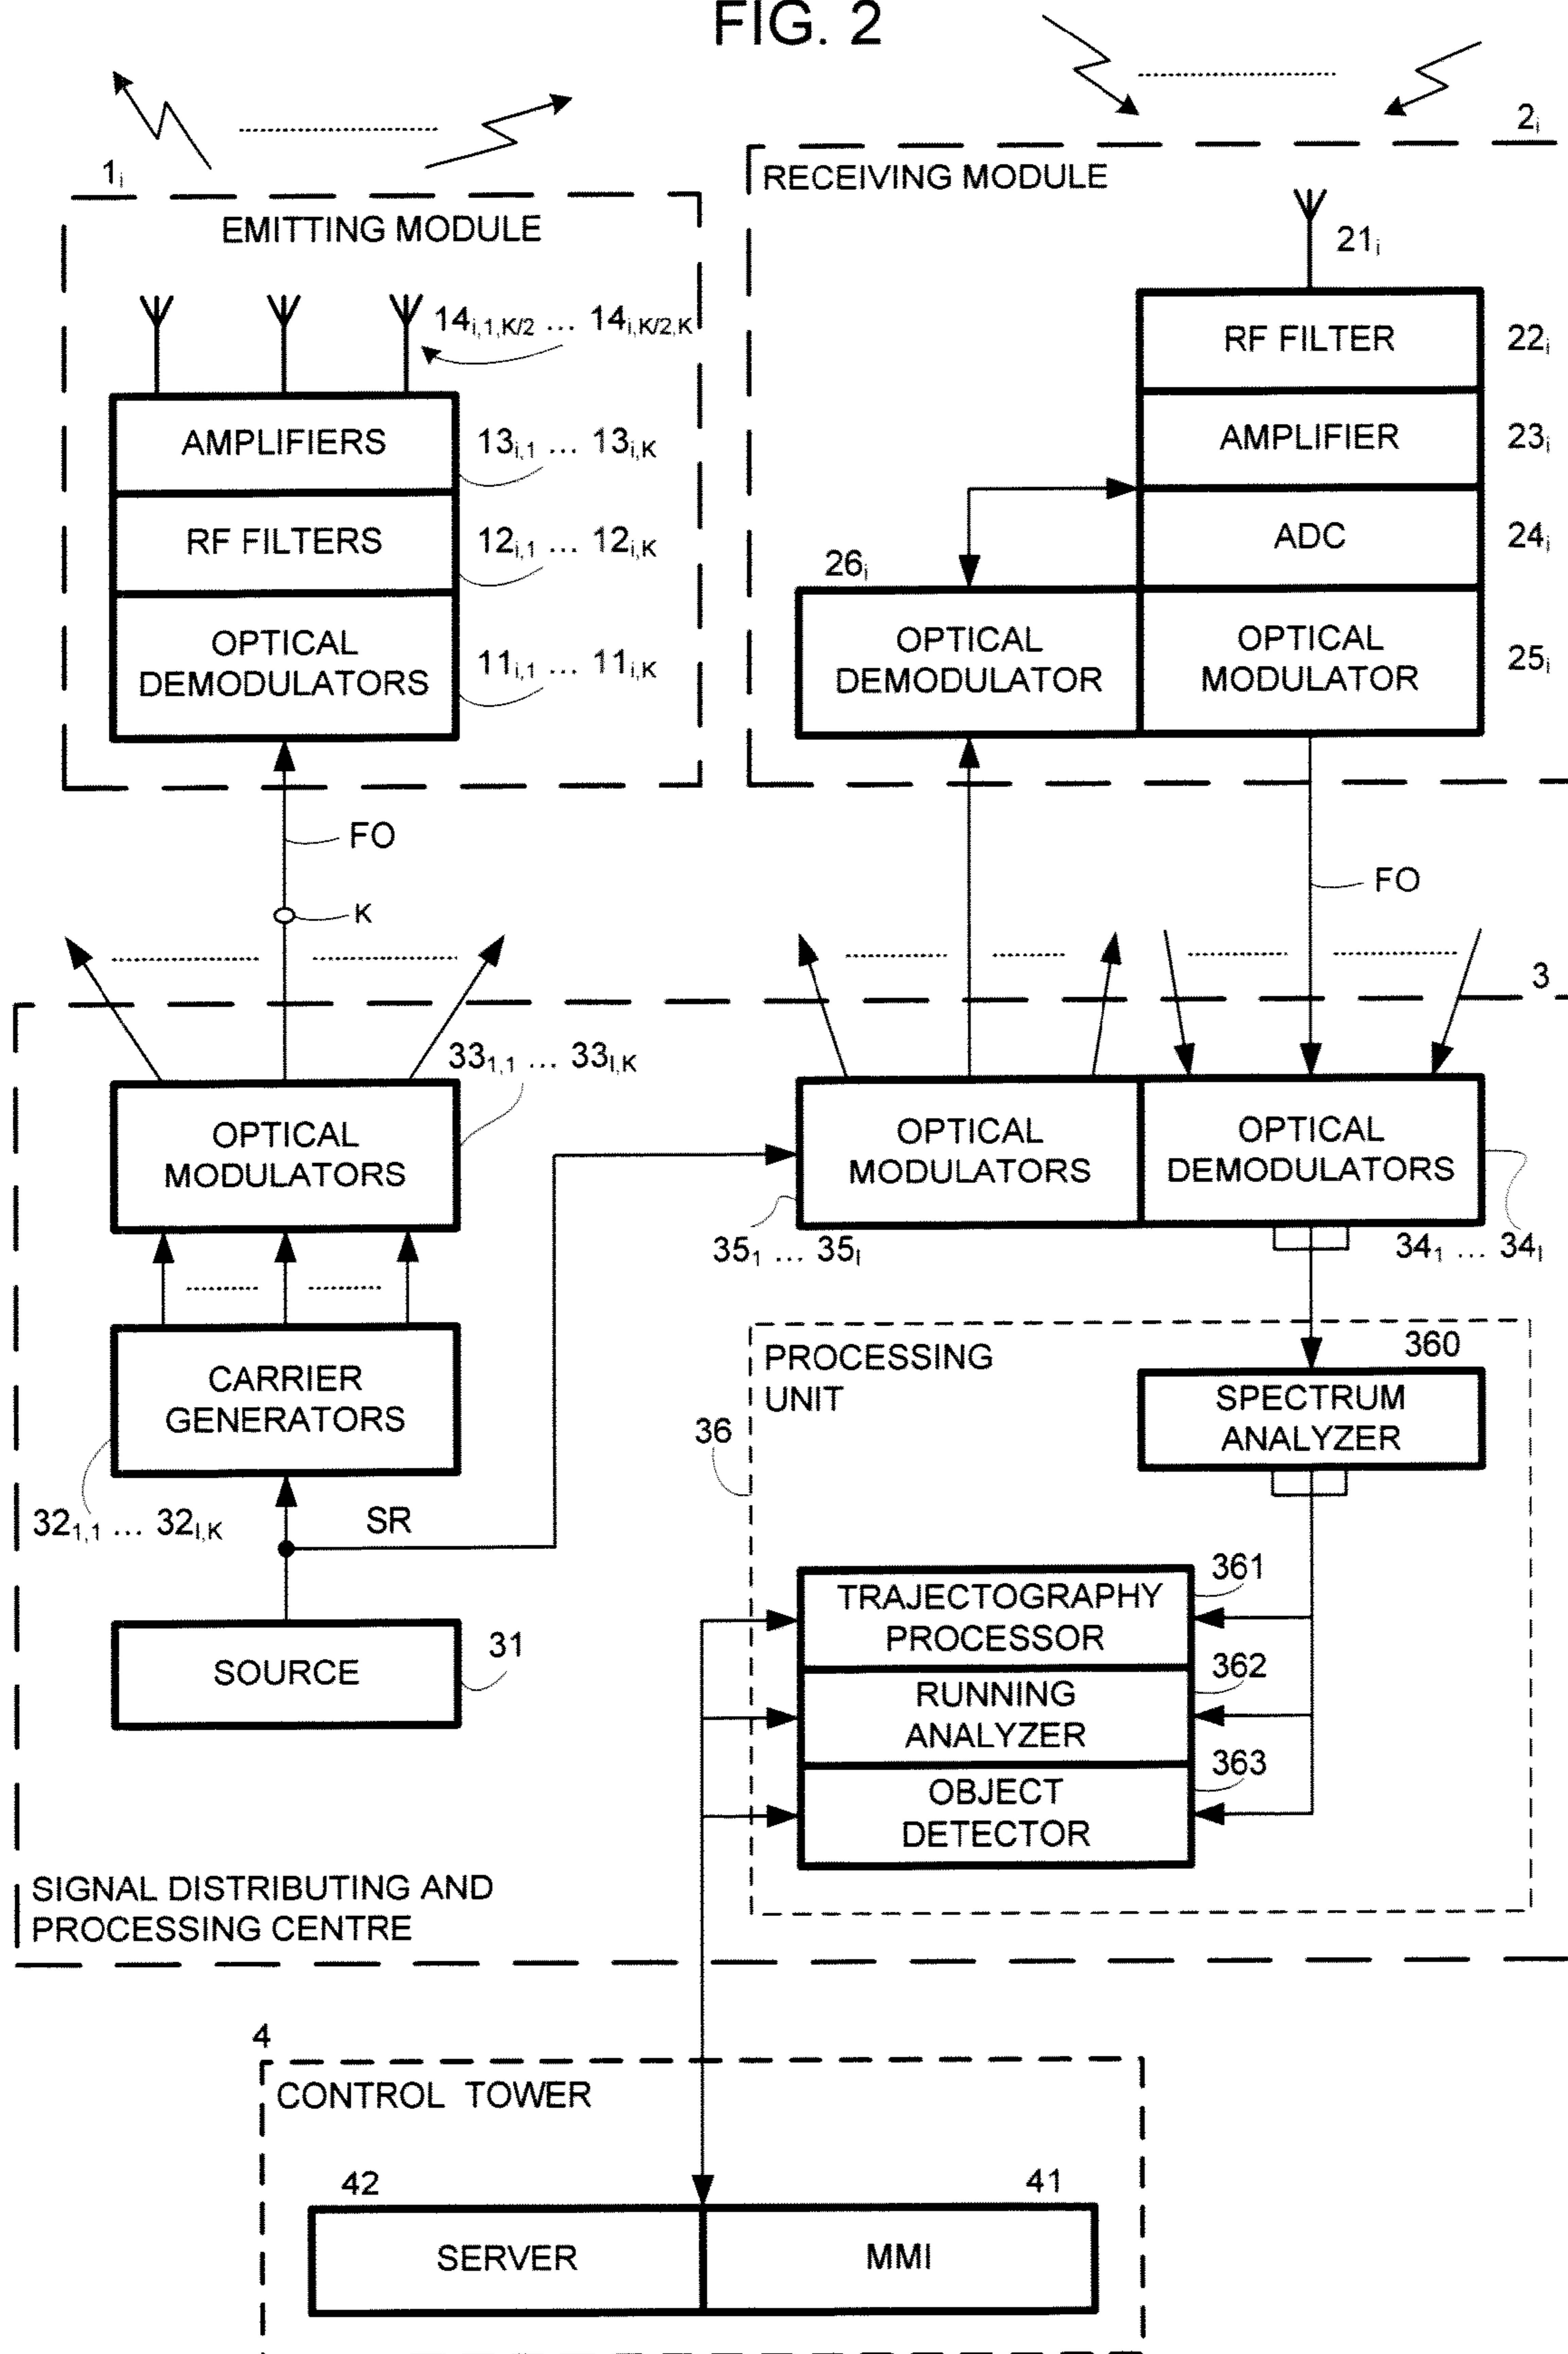 FIG. 2
1i
EMITTING MODULE
14i,1,K/2 ... 14i,K/2,K
AMPLIFIERS
13i,1 ... 13i,K
RF FILTERS
12i,1 ... 12i,K
OPTICAL
DEMODULATORS
11i,1 ... 11i,K
FO
K
2i
RECEIVING MODULE
21i
RF FILTER
22i
AMPLIFIER
23i
ADC
24i
26i
OPTICAL
DEMODULATOR
OPTICAL
MODULATOR
25i
FO
3
331,1 ... 33I,K
OPTICAL
MODULATORS
CARRIER
GENERATORS
321,1 ... 32I,K
SR
SOURCE
31
OPTICAL
MODULATORS
351 ... 35I
OPTICAL
DEMODULATORS
341 ... 34I
PROCESSING
UNIT
36
360
SPECTRUM
ANALYZER
361
TRAJECTOGRAPHY
PROCESSOR
362
RUNNING
ANALYZER
363
OBJECT
DETECTOR
SIGNAL DISTRIBUTING AND
PROCESSING CENTRE
4
CONTROL TOWER
42
41
SERVER
MMI